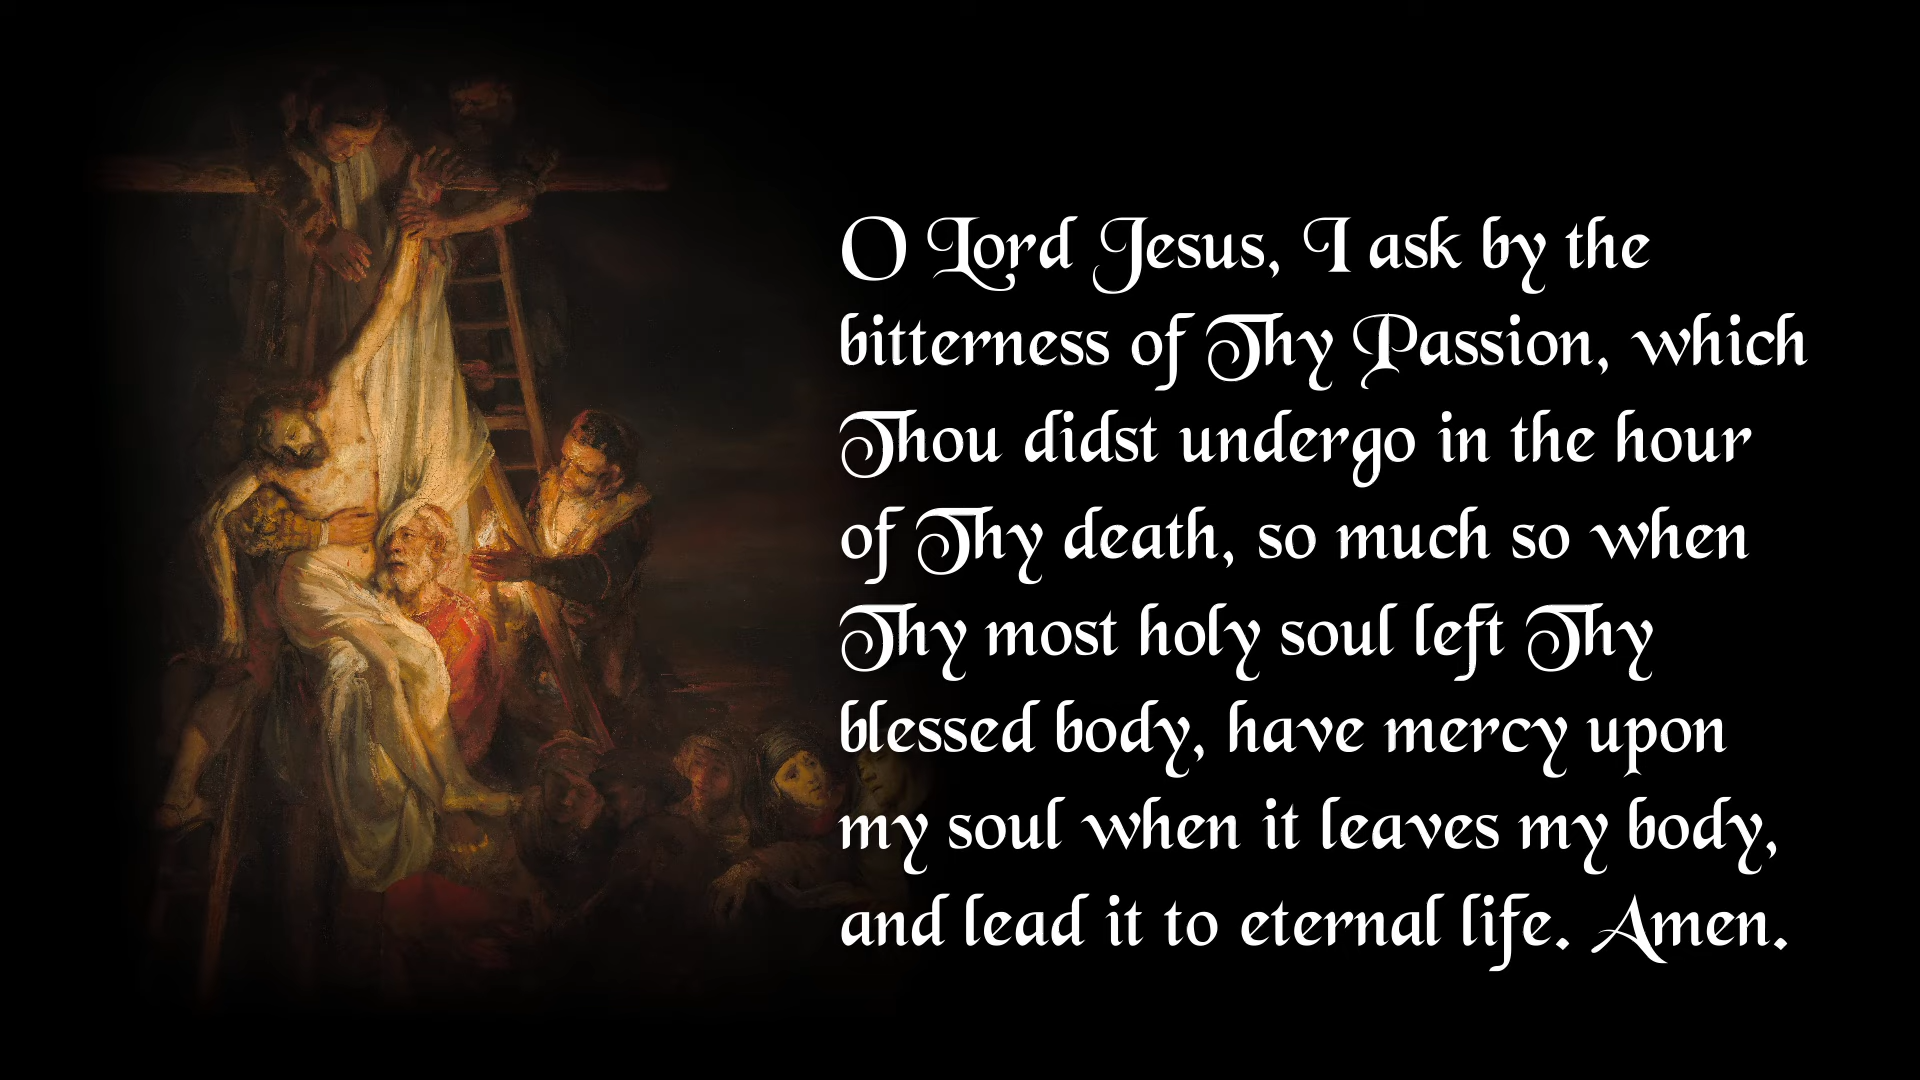 O Lord Jesus, I ask by the
bitterness of Thy Passion, which
Thou didst undergo in the hour
of Thy death, so much so when
Thy most holy soul left Thy
blessed body, have mercy upon
my soul when it leaves my body,
and lead it to eternal life. Amen.